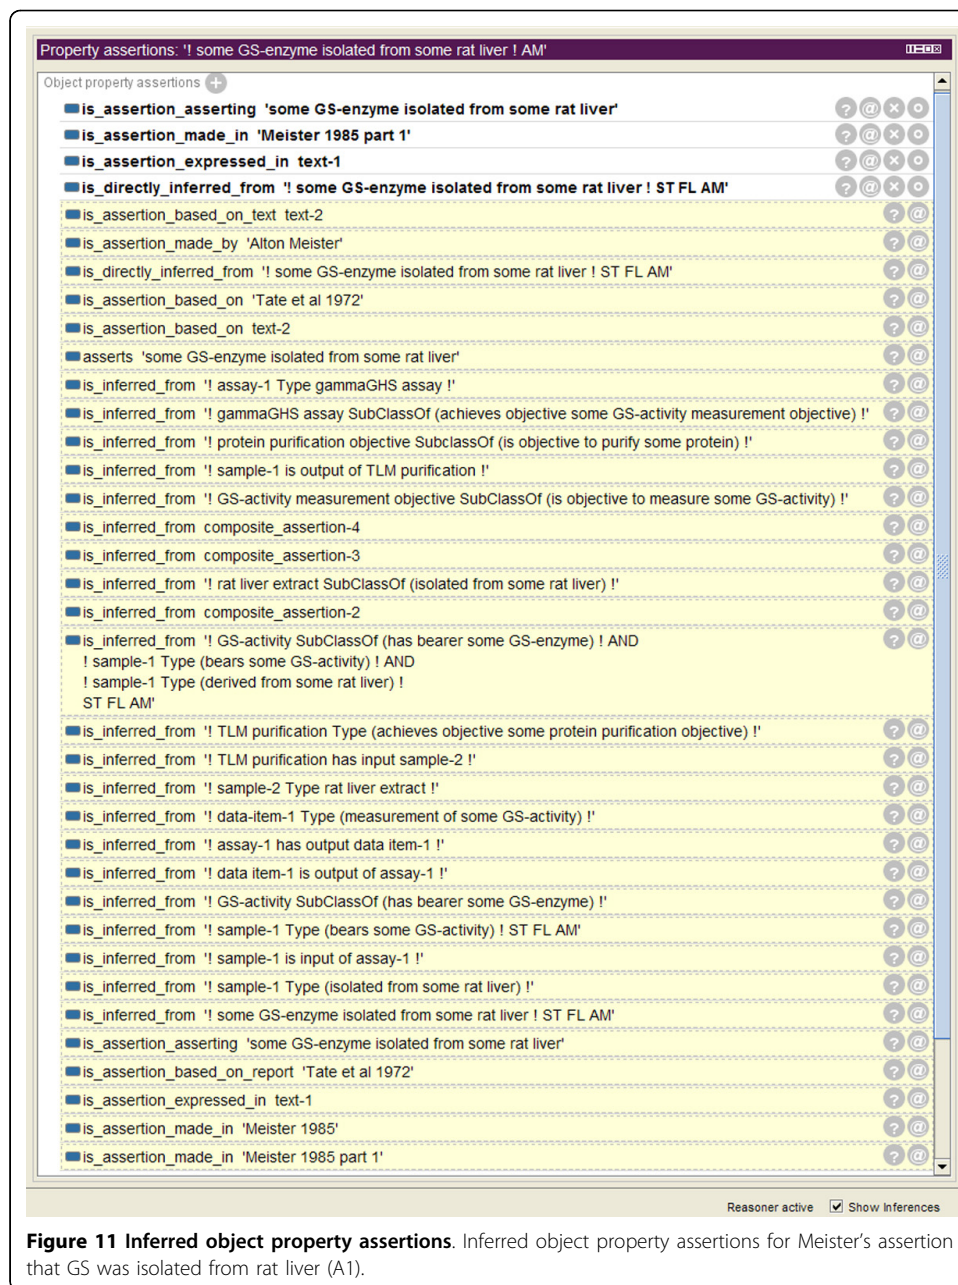 Property assertions: '! some GS-enzyme isolated from some rat liver ! AM'
Object property assertions
is_assertion_asserting 'some GS-enzyme isolated from some rat liver'
is_assertion_made_in 'Meister 1985 part 1'
is_assertion_expressed_in text-1
is_directly_inferred_from '! some GS-enzyme isolated from some rat liver ! ST FL AM'
is_assertion_based_on_text text-2
is_assertion_made_by 'Alton Meister'
is_directly_inferred_from '! some GS-enzyme isolated from some rat liver ! ST FL AM'
is_assertion_based_on 'Tate et al 1972'
is_assertion_based_on text-2
asserts 'some GS-enzyme isolated from some rat liver'
is_inferred_from '! assay-1 Type gammaGHS assay !'
is_inferred_from '! gammaGHS assay SubClassOf (achieves objective some GS-activity measurement objective) !'
is_inferred_from '! protein purification objective SubclassOf (is objective to purify some protein) !'
is_inferred_from '! sample-1 is output of TLM purification !'
is_inferred_from '! GS-activity measurement objective SubClassOf (is objective to measure some GS-activity) !'
is_inferred_from composite_assertion-4
is_inferred_from composite_assertion-3
is_inferred_from '! rat liver extract SubClassOf (isolated from some rat liver) !'
is_inferred_from composite_assertion-2
is_inferred_from '! GS-activity SubClassOf (has bearer some GS-enzyme) ! AND
! sample-1 Type (bears some GS-activity) ! AND
! sample-1 Type (derived from some rat liver) !
ST FL AM'
is_inferred_from '! TLM purification Type (achieves objective some protein purification objective) !'
is_inferred_from '! TLM purification has input sample-2 !'
is_inferred_from '! sample-2 Type rat liver extract !'
is_inferred_from '! data-item-1 Type (measurement of some GS-activity) !'
is_inferred_from '! assay-1 has output data item-1 !'
is_inferred_from '! data item-1 is output of assay-1 !'
is_inferred_from '! GS-activity SubClassOf (has bearer some GS-enzyme) !'
is_inferred_from '! sample-1 Type (bears some GS-activity) ! ST FL AM'
is_inferred_from '! sample-1 is input of assay-1 !'
is_inferred_from '! sample-1 Type (isolated from some rat liver) !'
is_inferred_from '! some GS-enzyme isolated from some rat liver ! ST FL AM'
is_assertion_asserting 'some GS-enzyme isolated from some rat liver'
is_assertion_based_on_report 'Tate et al 1972'
is_assertion_expressed_in text-1
is_assertion_made_in 'Meister 1985'
is_assertion_made_in 'Meister 1985 part 1'
Reasoner active Show Inferences
Figure 11 Inferred object property assertions. Inferred object property assertions for Meister's assertion
that GS was isolated from rat liver (A1).